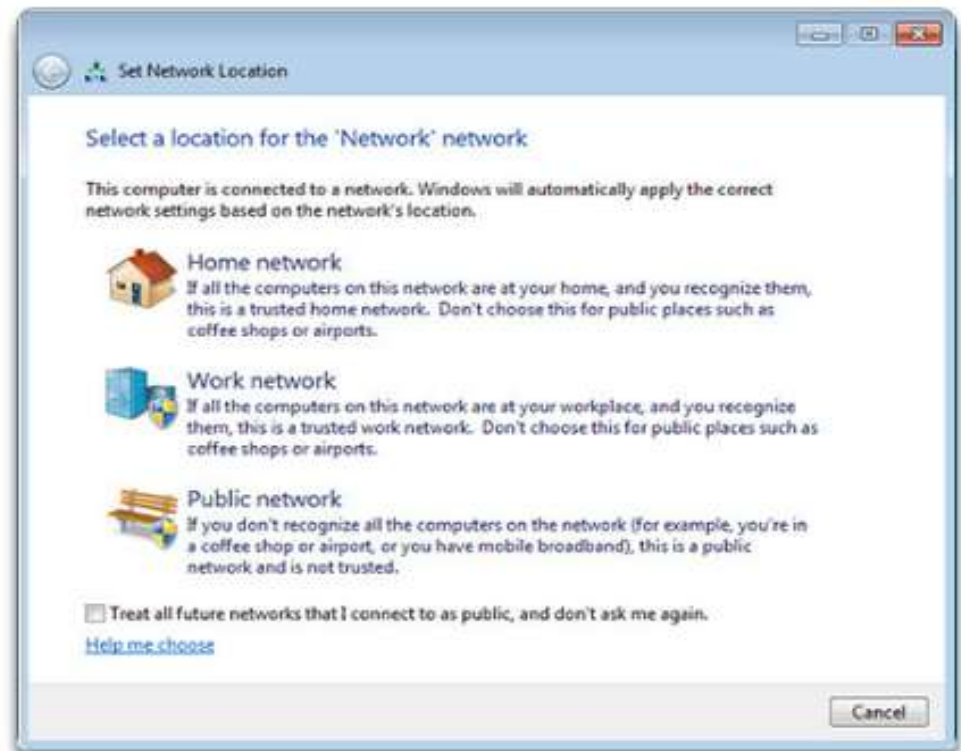 Set Network Location
Select a location for the 'Network' network
This computer is connected to a network. Windows will automatically apply the correct
network settings based on the network's location.
Home network
If all the computers on this network are at your home, and you recognize them,
this is a trusted home network.  Don't choose this for public places such as
coffee shops or airports.
Work network
If all the computers on this network are at your workplace, and you recognize
them, this is a trusted work network.  Don't choose this for public places such as
coffee shops or airports.
Public network
If you don't recognize all the computers on the network (for example, you're in
a coffee shop or airport, or you have mobile broadband), this is a public
network and is not trusted.
Treat all future networks that I connect to as public, and don't ask me again.
Help me choose
Cancel